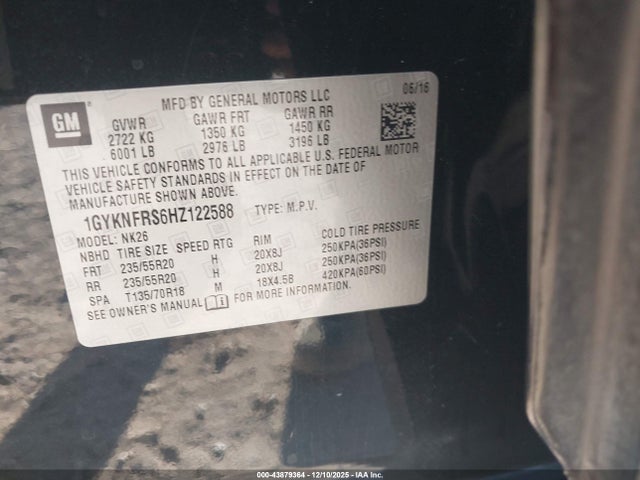 GM
MFD BY GENERAL MOTORS LLC 06/16
GVWR GAWR FRT GAWR RR
2722 KG 1350 KG 1450 KG
6001 LB 2976 LB 3196 LB
THIS VEHICLE CONFORMS TO ALL APPLICABLE U.S. FEDERAL MOTOR
VEHICLE SAFETY STANDARDS IN EFFECT ON THE DATE OF
MANUFACTURE SHOWN ABOVE.
1GYKNFRS6HZ122588 TYPE: M.P.V.
MODEL: NK26
NBHD TIRE SIZE SPEED RTG RIM COLD TIRE PRESSURE
FRT 235/55R20 H 20X8J 250KPA(36PSI)
RR 235/55R20 H 20X8J 250KPA(36PSI)
SPA T135/70R18 M 18X4.5B 420KPA(60PSI)
SEE OWNER'S MANUAL FOR MORE INFORMATION.
000-43879364 - 12/10/2025 - IAA Inc.